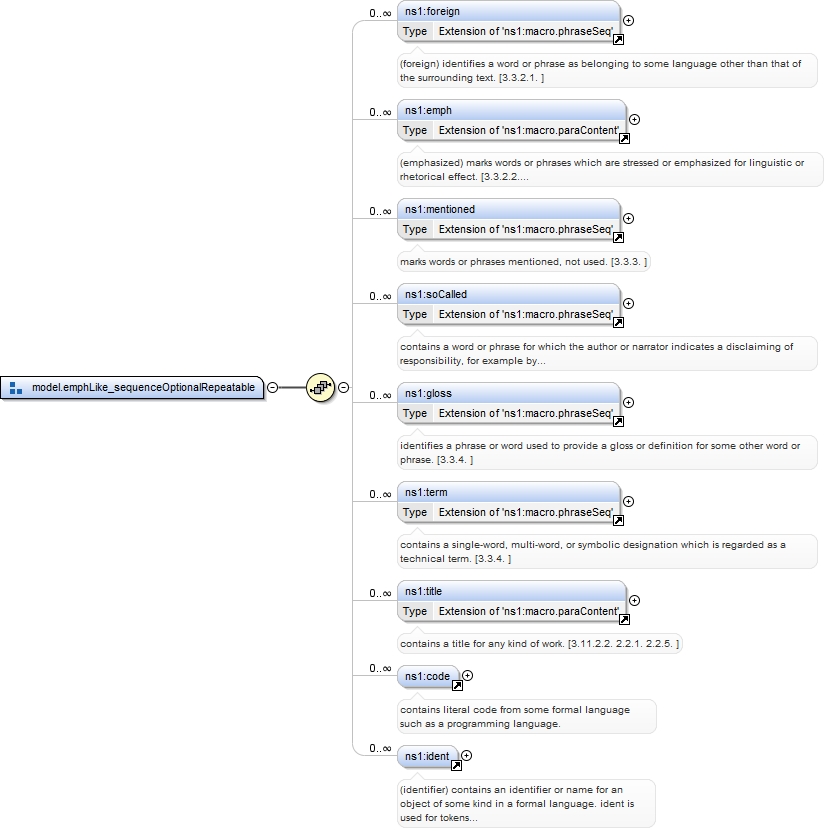 0..∞
ns1:foreign
Type Extension of 'ns1:macro.phraseSeq'
(foreign) identifies a word or phrase as belonging to some language other than that of
the surrounding text. [3.3.2.1. ]
0..∞
ns1:emph
Type Extension of 'ns1:macro.paraContent'
(emphasized) marks words or phrases which are stressed or emphasized for linguistic or
rhetorical effect. [3.3.2.2....
0..∞
ns1:mentioned
Type Extension of 'ns1:macro.phraseSeq'
marks words or phrases mentioned, not used. [3.3.3. ]
0..∞
ns1:soCalled
Type Extension of 'ns1:macro.phraseSeq'
contains a word or phrase for which the author or narrator indicates a disclaiming of
responsibility, for example by...
model.emphLike_sequenceOptionalRepeatable
0..∞
ns1:gloss
Type Extension of 'ns1:macro.phraseSeq'
identifies a phrase or word used to provide a gloss or definition for some other word or
phrase. [3.3.4. ]
0..∞
ns1:term
Type Extension of 'ns1:macro.phraseSeq'
contains a single-word, multi-word, or symbolic designation which is regarded as a
technical term. [3.3.4. ]
0..∞
ns1:title
Type Extension of 'ns1:macro.paraContent'
contains a title for any kind of work. [3.11.2.2. 2.2.1. 2.2.5. ]
0..∞
ns1:code
contains literal code from some formal language
such as a programming language.
0..∞
ns1:ident
(identifier) contains an identifier or name for an
object of some kind in a formal language. ident is
used for tokens...